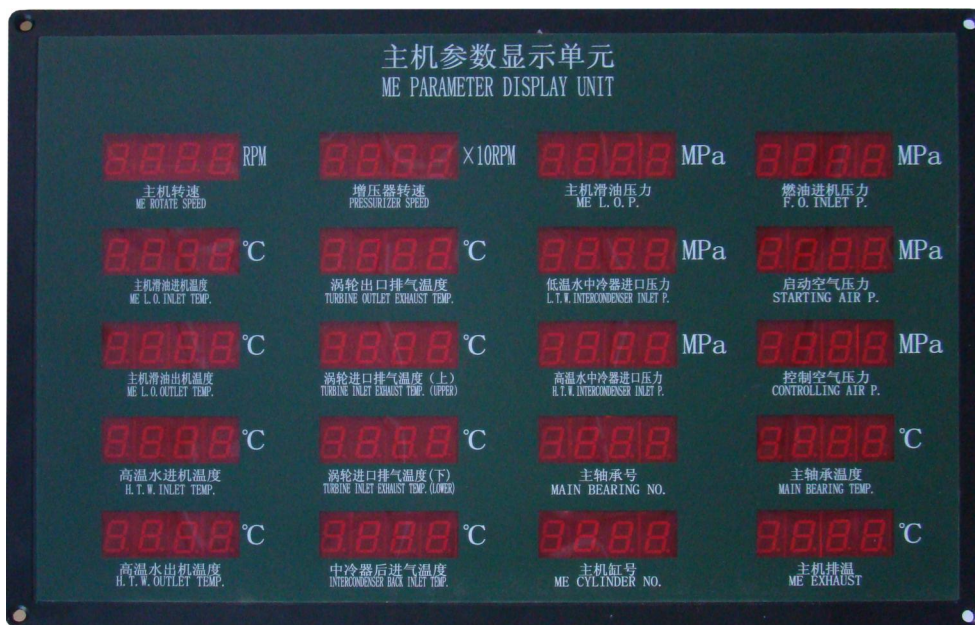 主机参数显示单元
ME PARAMETER DISPLAY UNIT
RPM
×10RPM
MPa
MPa
主机转速
增压器转速
主机滑油压力
燃油进机压力
ME ROTATE SPEED
PRESSURIZER SPEED
ME L.O.P.
F.O.INLET P.
℃
℃
MPa
MPa
主机滑油进机温度
涡轮出口排气温度
低温水中冷器进口压力
启动空气压力
ME L.O.INLET TEMP.
TURBINE OUTLET EXHAUST TEMP.
L.T.W.INTERCONDENSER INLET P.
STARTING AIR P.
℃
℃
MPa
MPa
主机滑油出机温度
涡轮进口排气温度(上)
高温水中冷器进口压力
控制空气压力
ME L.O.OUTLET TEMP.
TURBINE INLET EXHAUST TEMP.(UPPER)
H.T.W.INTERCONDENSER INLET P.
CONTROLLING AIR P.
℃
℃
℃
高温水进机温度
涡轮进口排气温度(下)
主轴承号
主轴承温度
H.T.W.INLET TEMP.
TURBINE INLET EXHAUST TEMP.(LOWER)
MAIN BEARING NO.
MAIN BEARING TEMP.
℃
℃
℃
高温水出机温度
中冷器后进气温度
主机缸号
主机排温
H.T.W.OUTLET TEMP.
INTERCONDENSER BACK INLET TEMP.
ME CYLINDER NO.
ME EXHAUST